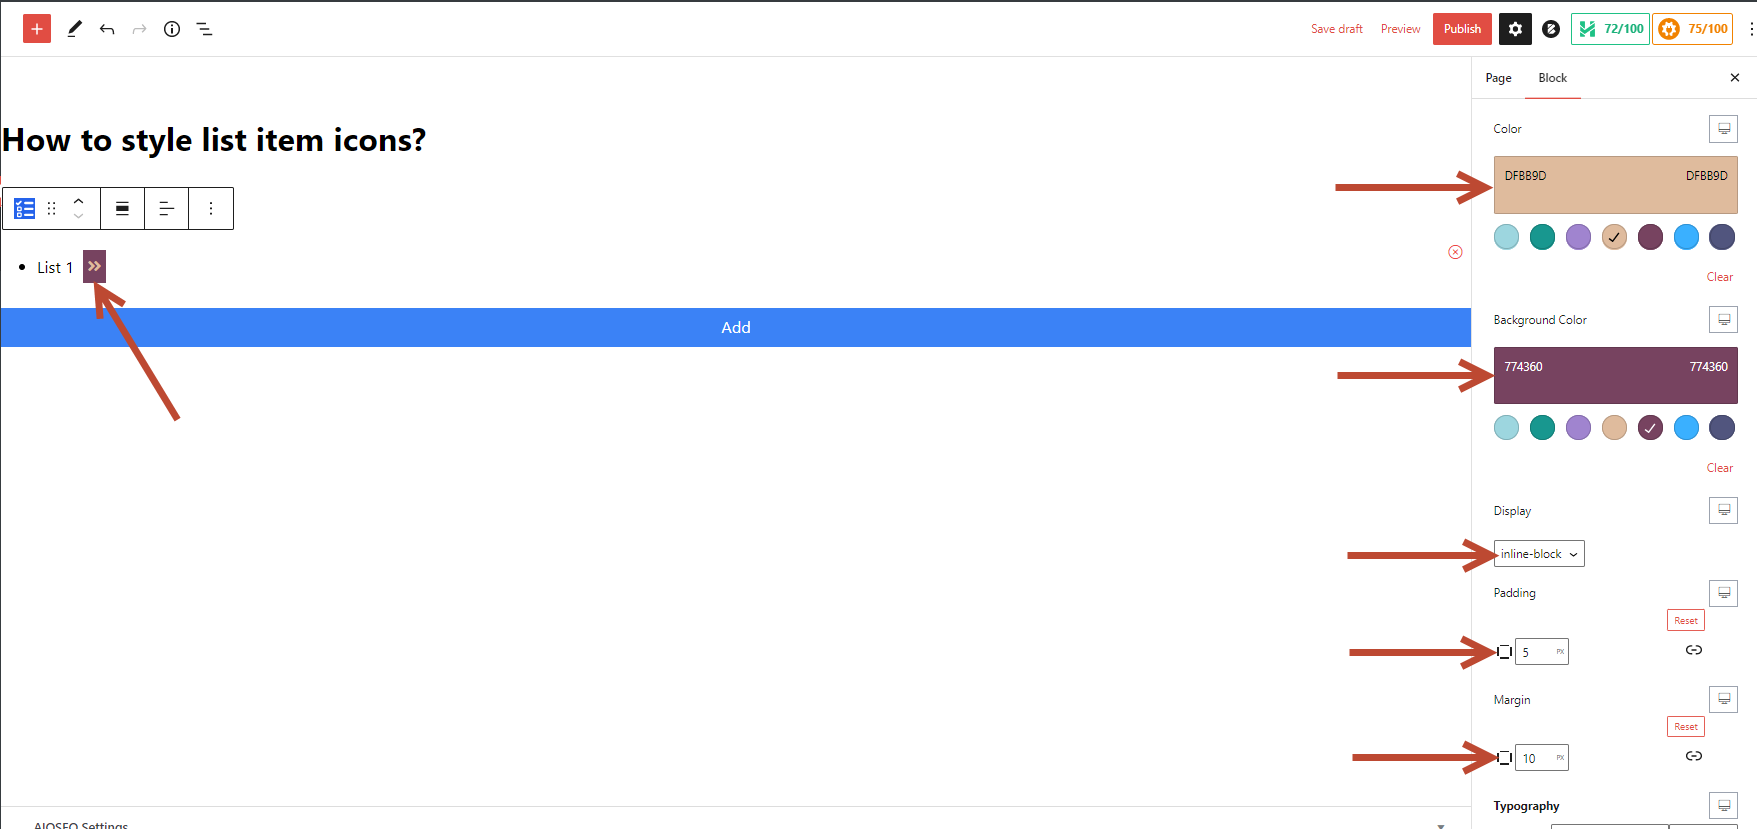 Save draft Preview Publish 72/100 75/100
Page Block
How to style list item icons?
List 1
Add
Color
DFBB9D DFBB9D
Clear
Background Color
774360 774360
Clear
Display
inline-block
Padding
Reset
5 PX
Margin
Reset
10 PX
Typography
AIOSEO Settings